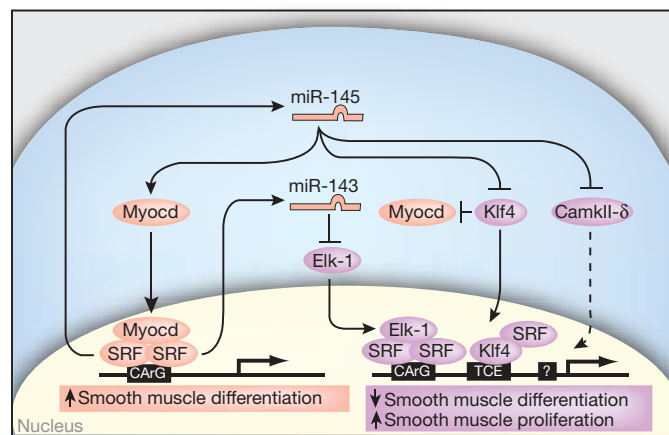 miR-145
miR-143
Myocd
Myocd
Klf4
CamkII-δ
Elk-1
Myocd
SRF SRF
CArG
Elk-1
SRF SRF
CArG
SRF
Klf4
TCE
?
Smooth muscle differentiation
Smooth muscle differentiation
Smooth muscle proliferation
Nucleus